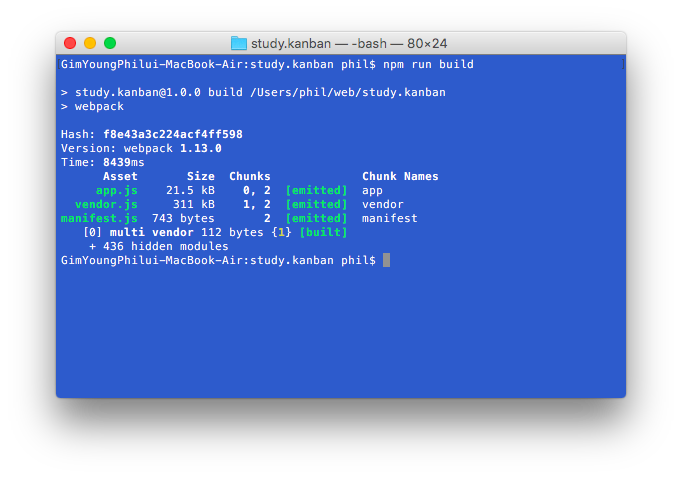 study.kanban — -bash — 80×24
GimYoungPhilui-MacBook-Air:study.kanban phil$ npm run build
> study.kanban@1.0.0 build /Users/phil/web/study.kanban
> webpack
Hash: f8e43a3c224acf4ff598
Version: webpack 1.13.0
Time: 8439ms
Asset Size Chunks Chunk Names
app.js 21.5 kB 0, 2 [emitted] app
vendor.js 311 kB 1, 2 [emitted] vendor
manifest.js 743 bytes 2 [emitted] manifest
[0] multi vendor 112 bytes {1} [built]
+ 436 hidden modules
GimYoungPhilui-MacBook-Air:study.kanban phil$